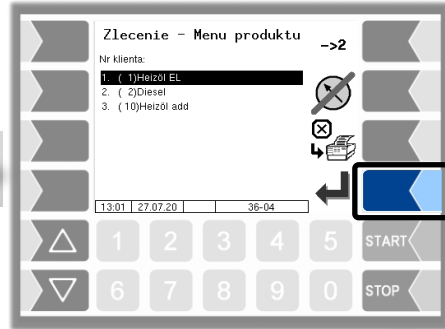 Zlecenie - Menu produktu
->2
Nr klienta:
1. ( 1)Heizöl EL
2. ( 2)Diesel
3. ( 10)Heizöl add
13:01 27.07.20 36-04
1 2 3 4 5 START
6 7 8 9 0 STOP